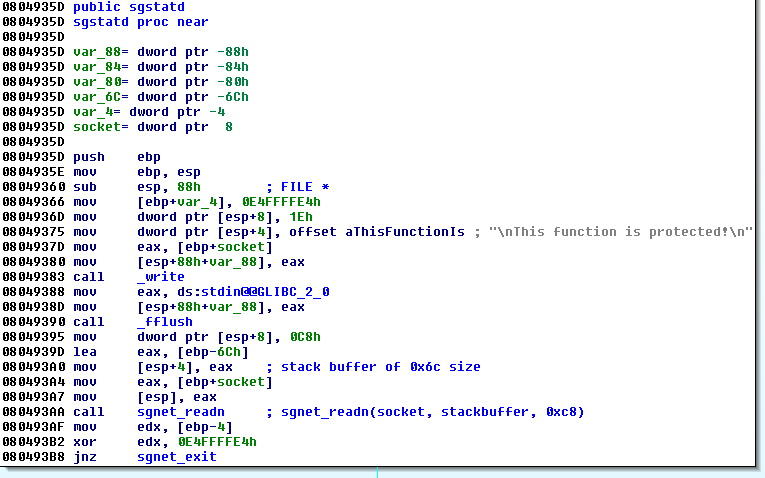 0804935D public sgstatd
0804935D sgstatd proc near
0804935D
0804935D var_88= dword ptr -88h
0804935D var_84= dword ptr -84h
0804935D var_80= dword ptr -80h
0804935D var_6C= dword ptr -6Ch
0804935D var_4= dword ptr -4
0804935D socket= dword ptr  8
0804935D
0804935D push    ebp
0804935E mov     ebp, esp
08049360 sub     esp, 88h        ; FILE *
08049366 mov     [ebp+var_4], 0E4FFFFE4h
0804936D mov     dword ptr [esp+8], 1Eh
08049375 mov     dword ptr [esp+4], offset aThisFunctionIs ; "\nThis function is protected!\n"
0804937D mov     eax, [ebp+socket]
08049380 mov     [esp+88h+var_88], eax
08049383 call    _write
08049388 mov     eax, ds:stdin@@GLIBC_2_0
0804938D mov     [esp+88h+var_88], eax
08049390 call    _fflush
08049395 mov     dword ptr [esp+8], 0C8h
0804939D lea     eax, [ebp-6Ch]
080493A0 mov     [esp+4], eax    ; stack buffer of 0x6c size
080493A4 mov     eax, [ebp+socket]
080493A7 mov     [esp], eax
080493AA call    sgnet_readn     ; sgnet_readn(socket, stackbuffer, 0xc8)
080493AF mov     edx, [ebp-4]
080493B2 xor     edx, 0E4FFFFE4h
080493B8 jnz     sgnet_exit